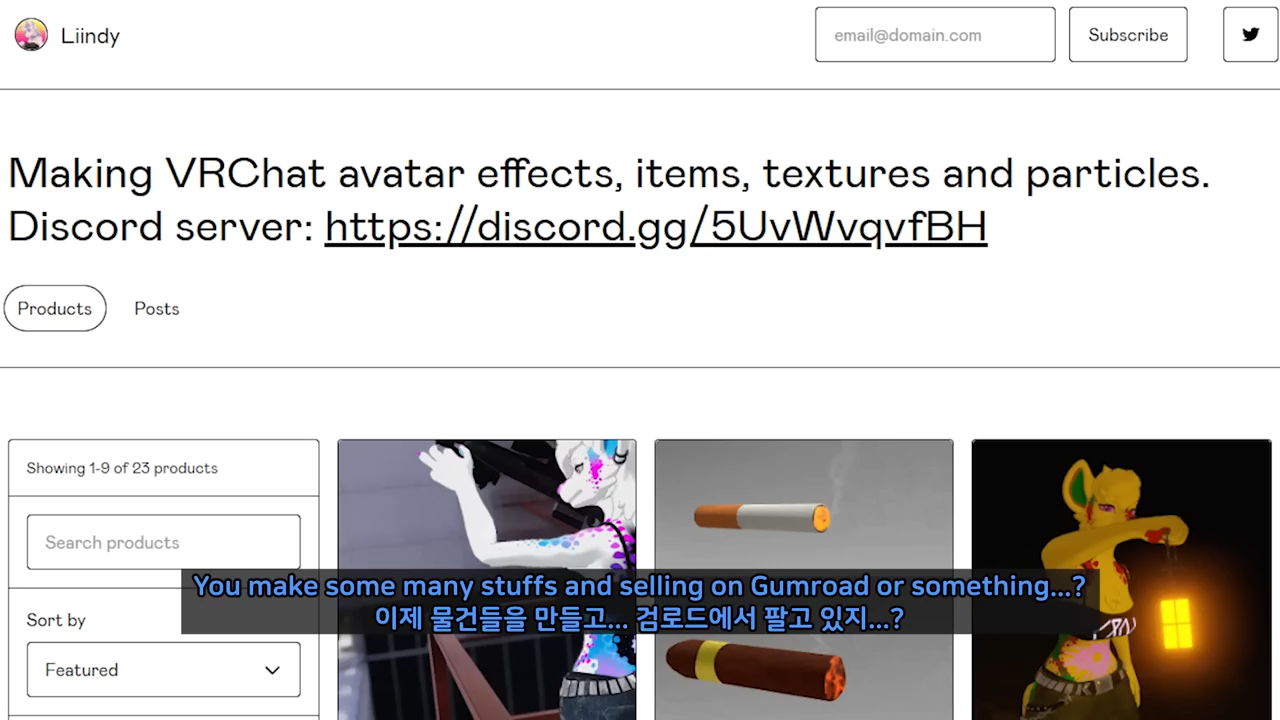 Liindy
email@domain.com
Subscribe
Making VRChat avatar effects, items, textures and particles.
Discord server: https://discord.gg/5UvWvqvfBH
Products
Posts
Showing 1-9 of 23 products
Search products
Sort by
Featured
You make some many stuffs and selling on Gumroad or something...?
이제 물건들을 만들고... 검로드에서 팔고 있지...?